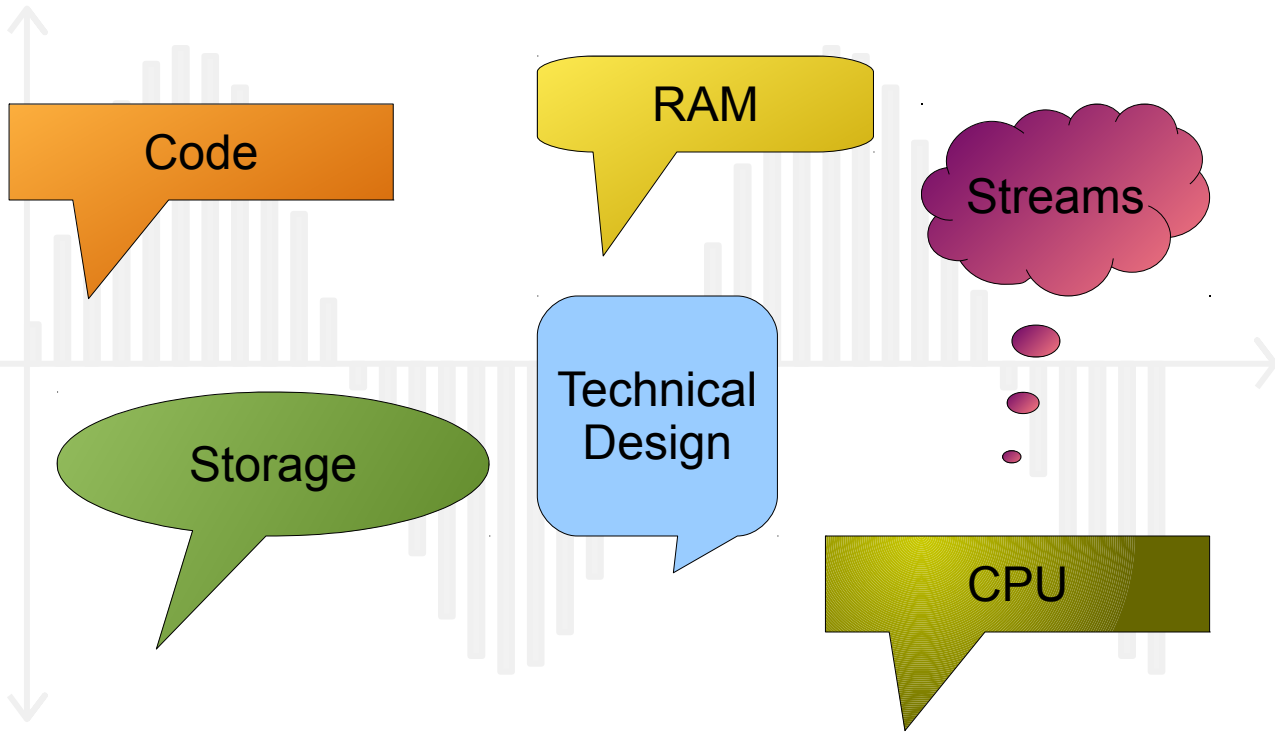 Code
RAM
Streams
Technical
Design
Storage
CPU